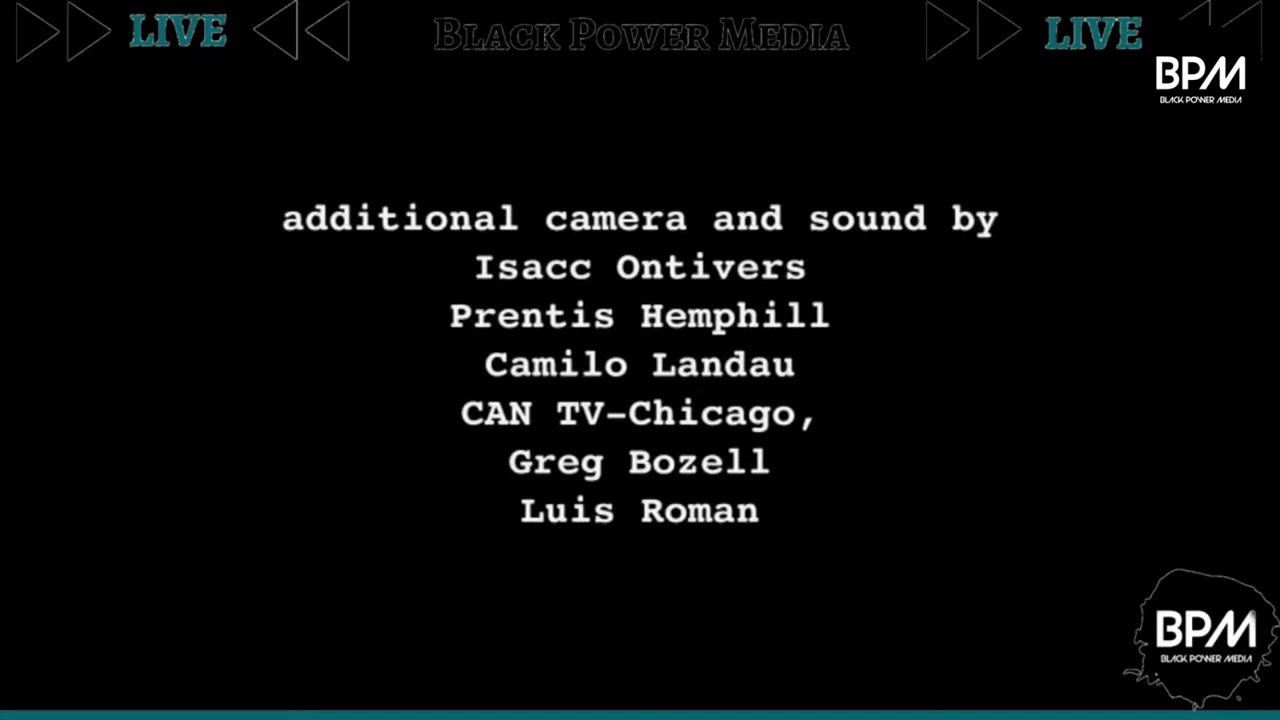 LIVE
BLACK POWER MEDIA
LIVE
BPM
BLACK POWER MEDIA
additional camera and sound by
Isacc Ontivers
Prentis Hemphill
Camilo Landau
CAN TV-Chicago,
Greg Bozell
Luis Roman
BPM
BLACK POWER MEDIA